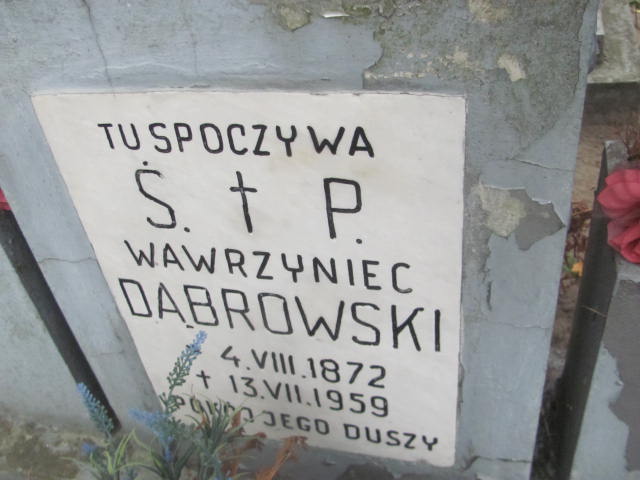 TU SPOCZYWA
Ś. † P.
WAWRZYNIEC
DĄBROWSKI
4.VIII.1872
† 13.VII.1959
JEGO DUSZY